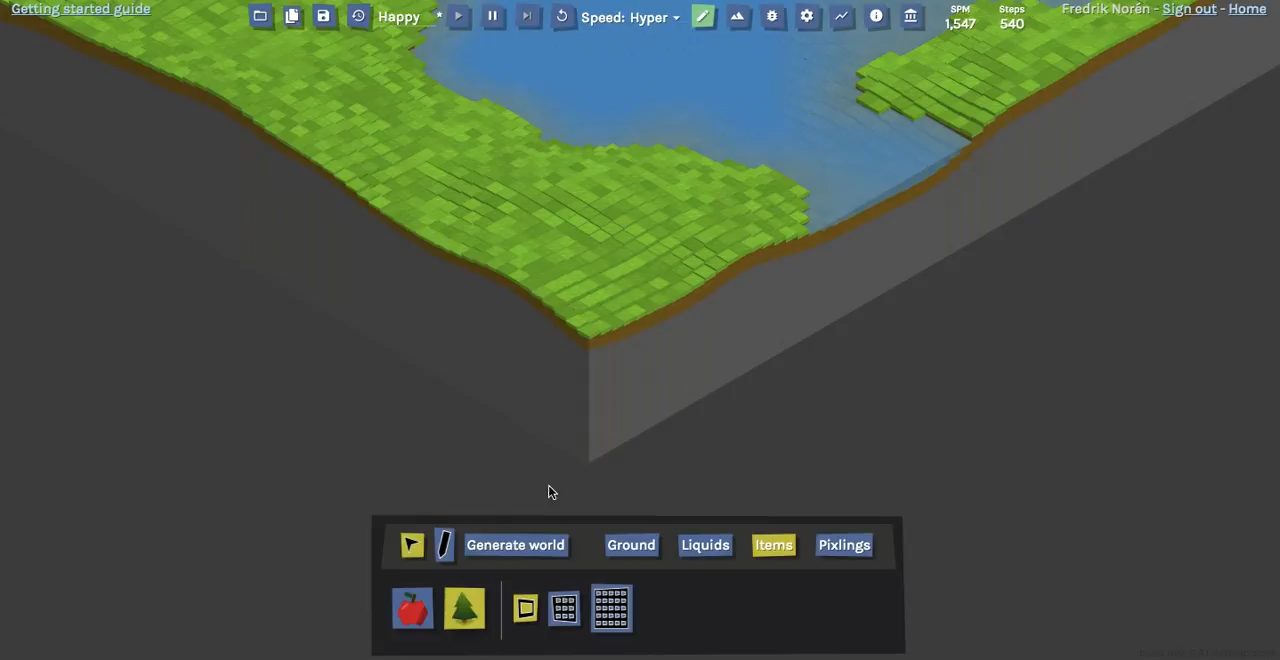 Getting started guide
Happy *
Speed: Hyper
SPM
1,547
Steps
540
Fredrik Norén - Sign out - Home
Generate world
Ground
Liquids
Items
Pixlings